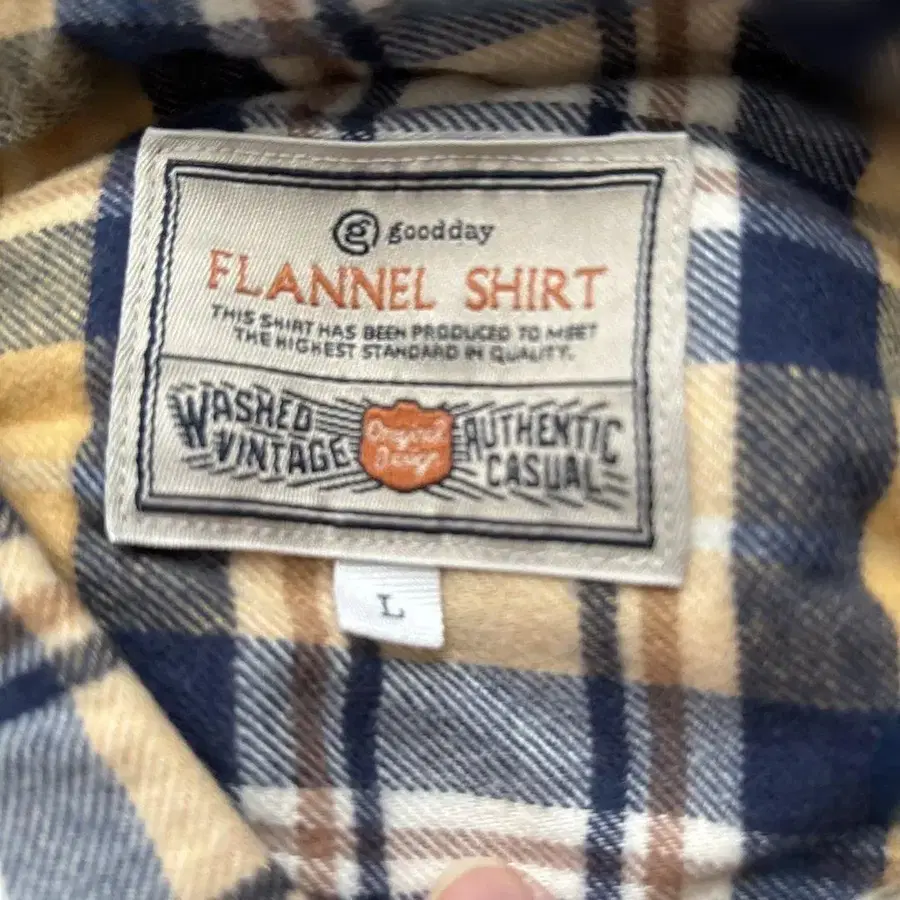 g goodday
FLANNEL SHIRT
THIS SHIRT HAS BEEN PRODUCED TO MEET
THE HIGHEST STANDARD IN QUALITY.
WASHED
VINTAGE
Original
Design
AUTHENTIC
CASUAL
L